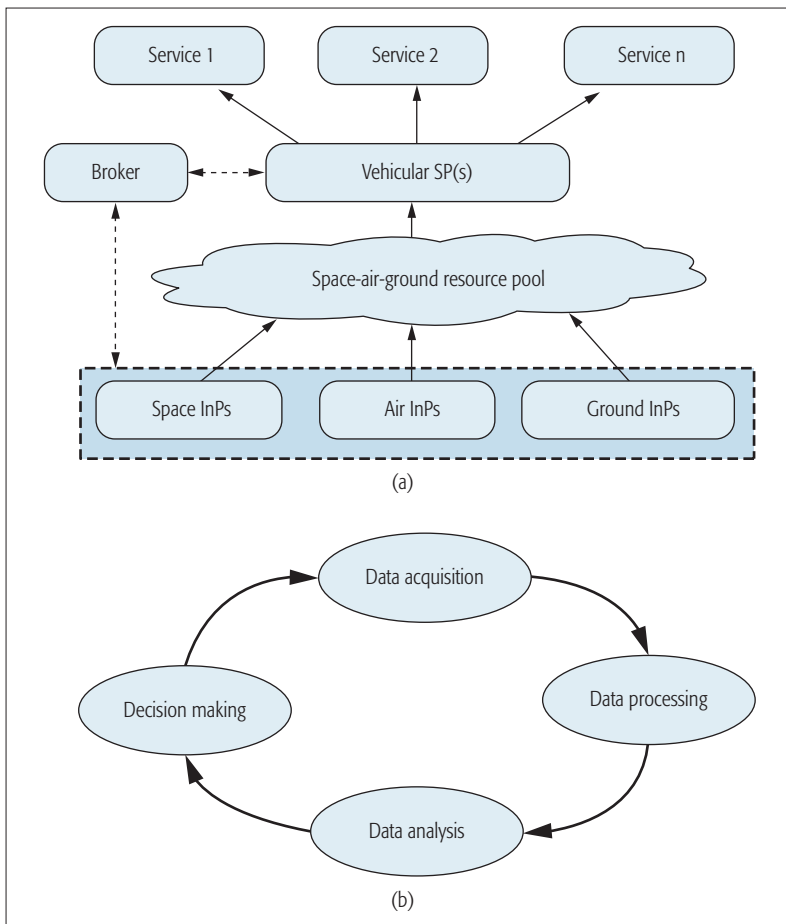 Service 1
Service 2
Service n
Broker
Vehicular SP(s)
Space-air-ground resource pool
Space InPs
Air InPs
Ground InPs
(a)
Data acquisition
Decision making
Data processing
Data analysis
(b)